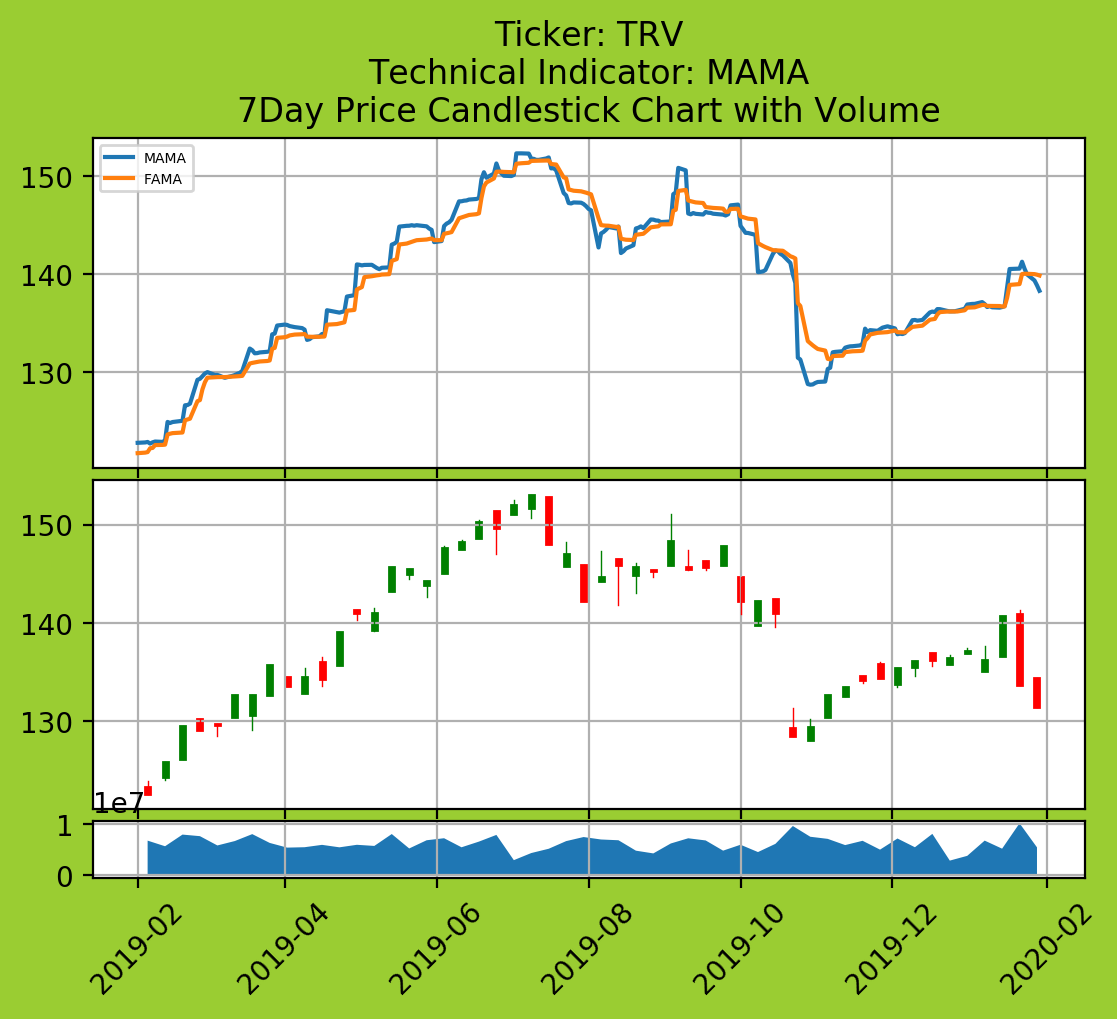 Ticker: TRV
Technical Indicator: MAMA
7Day Price Candlestick Chart with Volume
MAMA
FAMA
150
140
130
150
140
130
1e7
1
0
2019-02
2019-04
2019-06
2019-08
2019-10
2019-12
2020-02